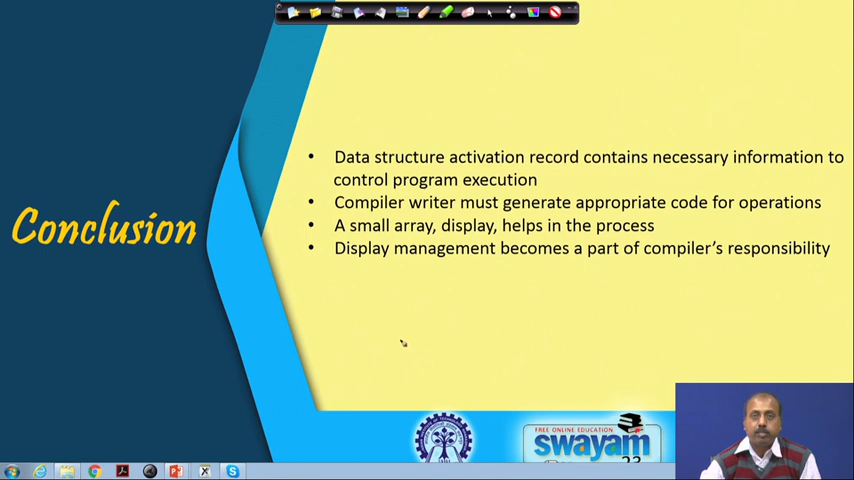 Conclusion
• Data structure activation record contains necessary information to
control program execution
• Compiler writer must generate appropriate code for operations
• A small array, display, helps in the process
• Display management becomes a part of compiler's responsibility
FREE ONLINE EDUCATION
swayam
23